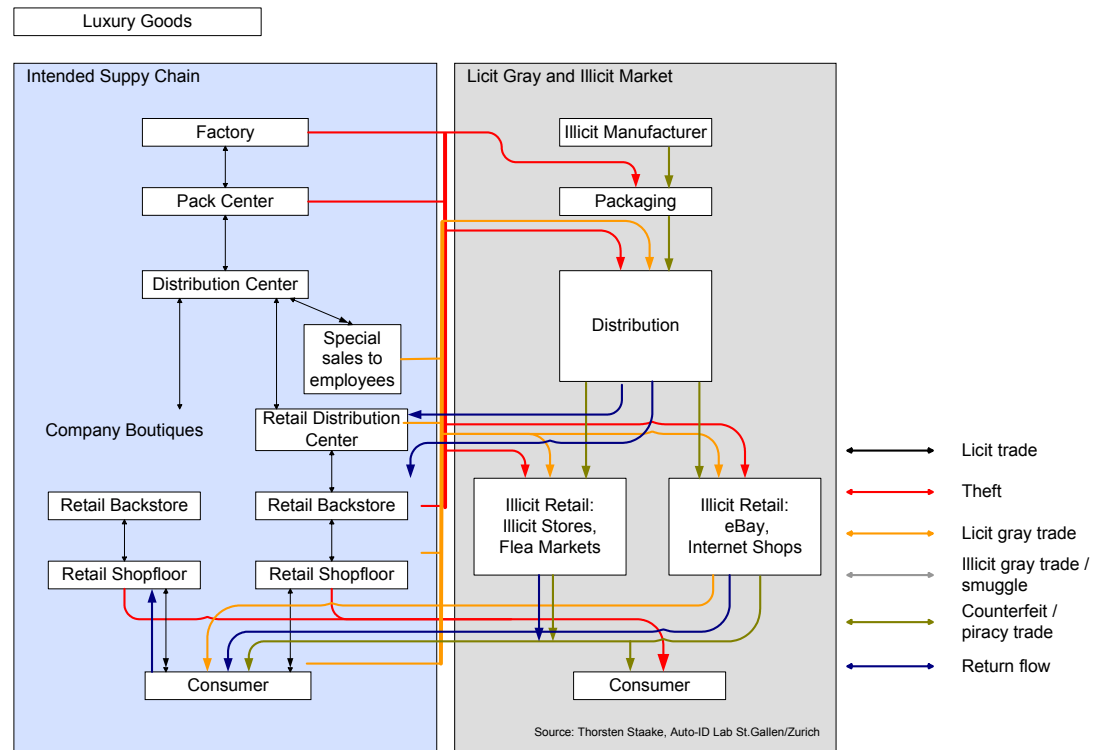 Luxury Goods
Intended Suppy Chain
Factory
Pack Center
Distribution Center
Special
sales to
employees
Retail Distribution
Center
Company Boutiques
Retail Backstore
Retail Backstore
Retail Shopfloor
Retail Shopfloor
Consumer
Licit Gray and Illicit Market
Illicit Manufacturer
Packaging
Distribution
Illicit Retail:
Illicit Stores,
Flea Markets
Illicit Retail:
eBay,
Internet Shops
Consumer
Source: Thorsten Staake, Auto-ID Lab St.Gallen/Zurich
Licit trade
Theft
Licit gray trade
Illicit gray trade /
smuggle
Counterfeit /
piracy trade
Return flow